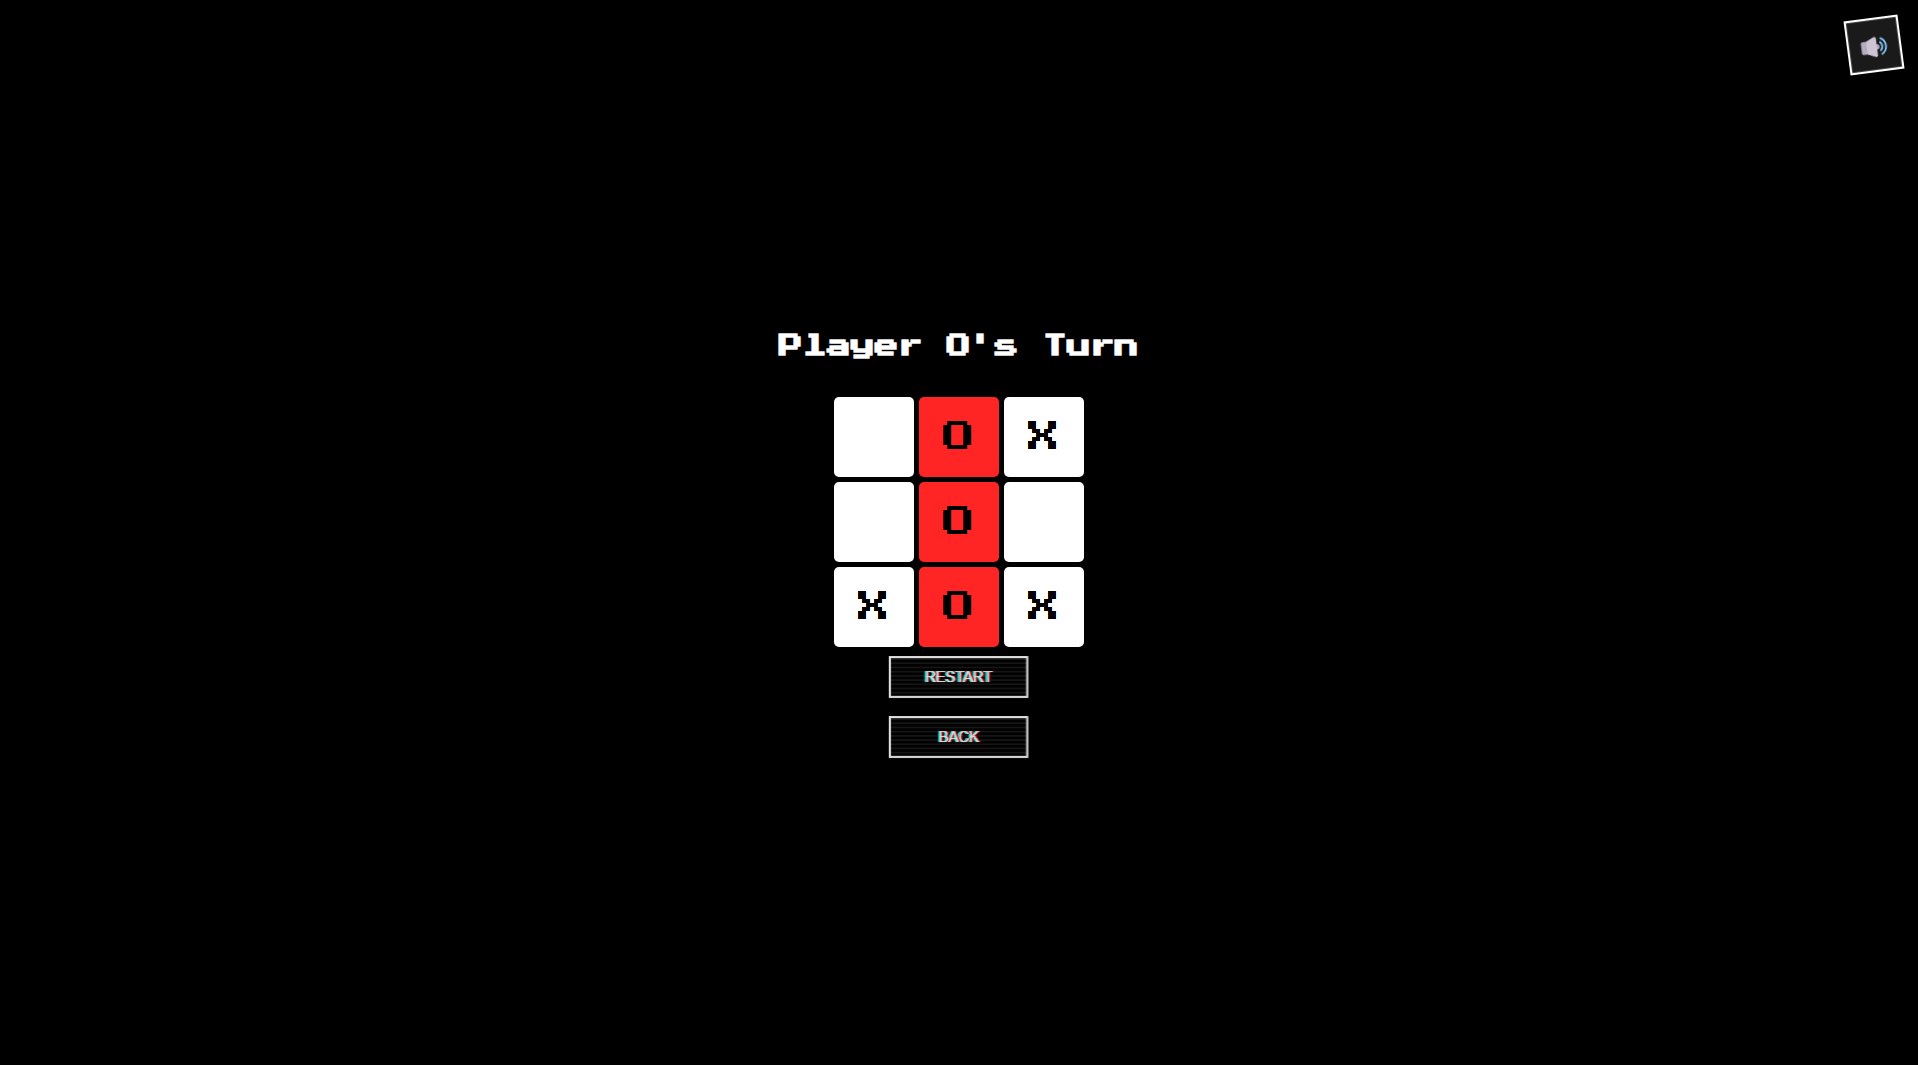 Player O's Turn
O X
O
X O X
RESTART
BACK